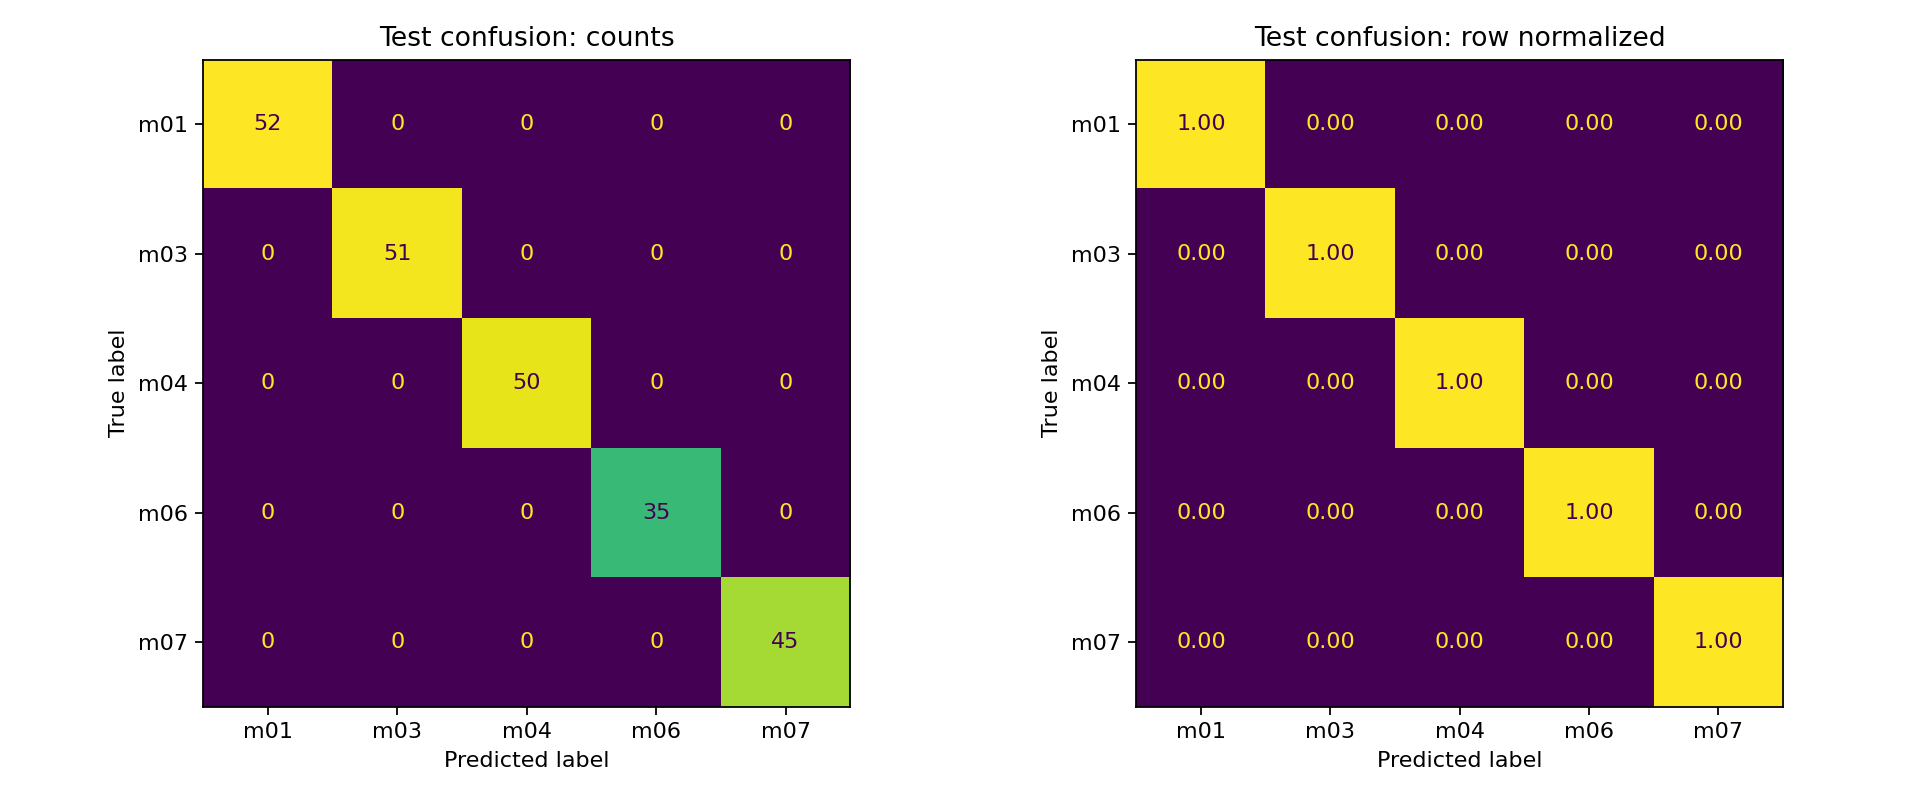 Test confusion: counts
m01 52 0 0 0 0
m03 0 51 0 0 0
m04 0 0 50 0 0
m06 0 0 0 35 0
m07 0 0 0 0 45
m01 m03 m04 m06 m07
Predicted label
True label
Test confusion: row normalized
m01 1.00 0.00 0.00 0.00 0.00
m03 0.00 1.00 0.00 0.00 0.00
m04 0.00 0.00 1.00 0.00 0.00
m06 0.00 0.00 0.00 1.00 0.00
m07 0.00 0.00 0.00 0.00 1.00
m01 m03 m04 m06 m07
Predicted label
True label